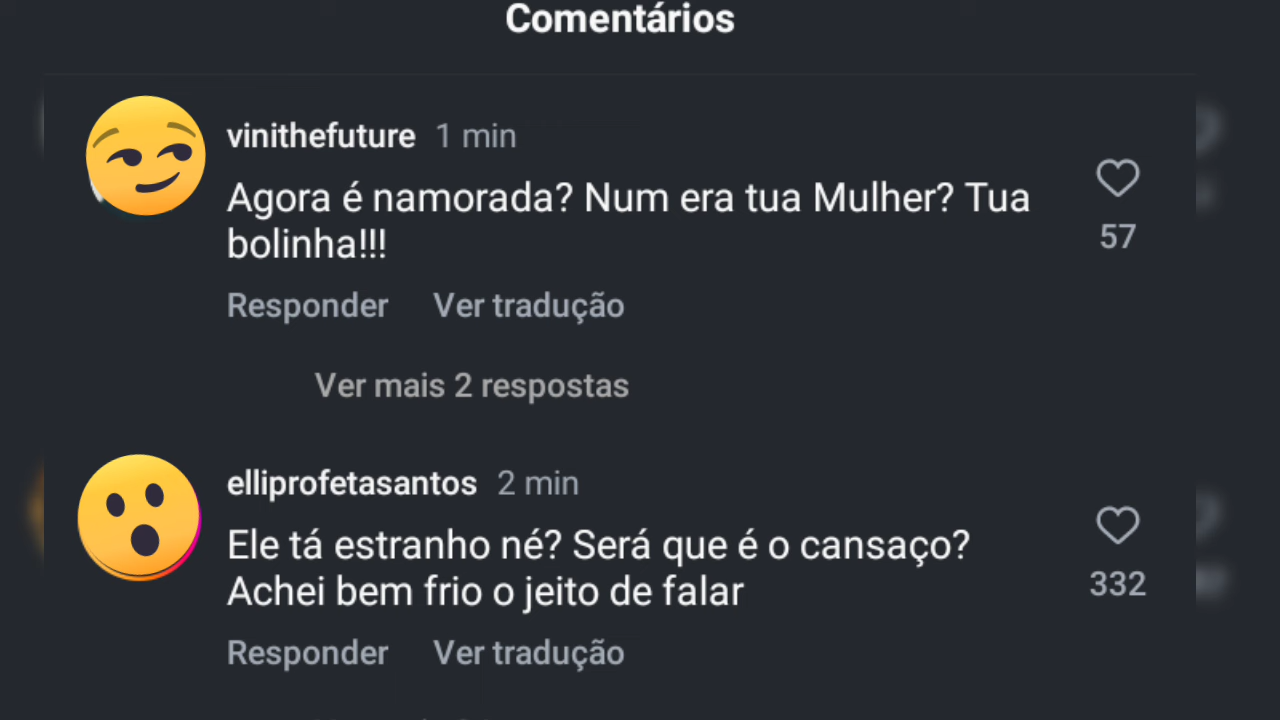 Comentários
vinithefuture 1 min
Agora é namorada? Num era tua Mulher? Tua
bolinha!!!
57
Responder Ver tradução
Ver mais 2 respostas
elliprofetasantos 2 min
Ele tá estranho né? Será que é o cansaço?
Achei bem frio o jeito de falar
332
Responder Ver tradução